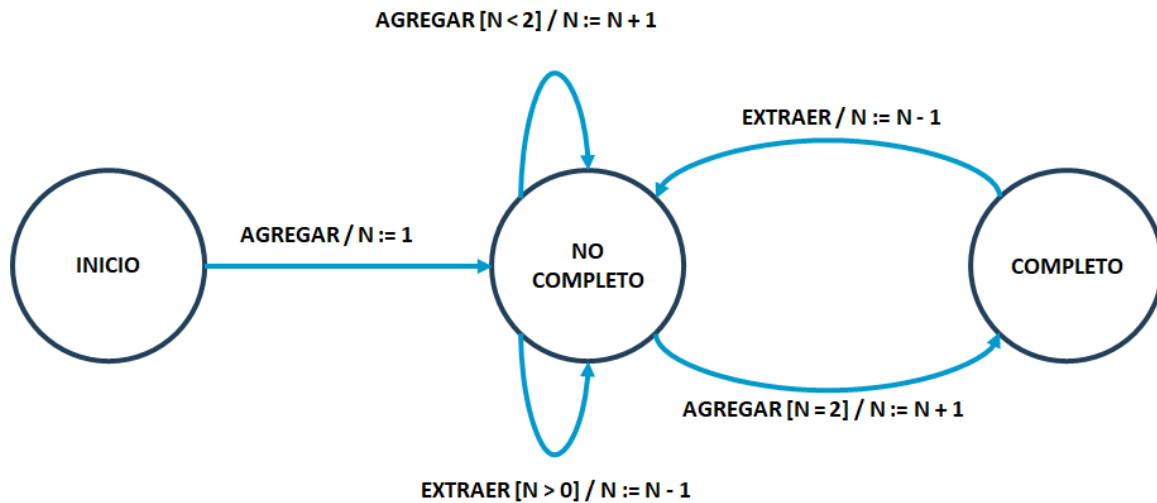 AGREGAR [N < 2] / N := N + 1
EXTRAER / N := N - 1
AGREGAR / N := 1
INICIO
NO
COMPLETO
COMPLETO
AGREGAR [N = 2] / N := N + 1
EXTRAER [N > 0] / N := N - 1